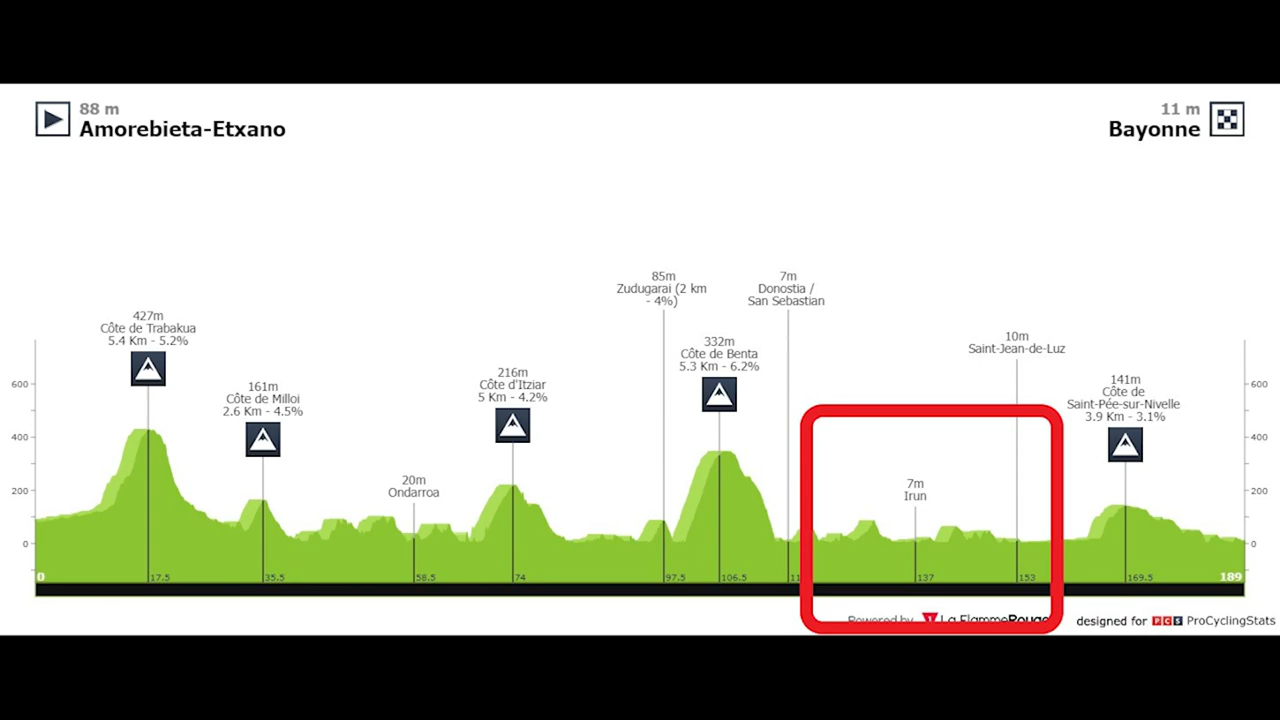 88 m
Amorebieta-Etxano
11 m
Bayonne
427m
Côte de Trabakua
5.4 Km - 5.2%
161m
Côte de Milloi
2.6 Km - 4.5%
20m
Ondarroa
216m
Côte d'Itziar
5 Km - 4.2%
85m
Zudugarai (2 km
- 4%)
332m
Côte de Benta
5.3 Km - 6.2%
7m
Donostia /
San Sebastian
7m
Irun
10m
Saint-Jean-de-Luz
141m
Côte de
Saint-Pée-sur-Nivelle
3.9 Km - 3.1%
600
400
200
0
600
400
200
0
0
17.5
35.5
58.5
74
97.5
106.5
137
153
169.5
189
Powered by La FlammeRouge designed for PCS ProCyclingStats